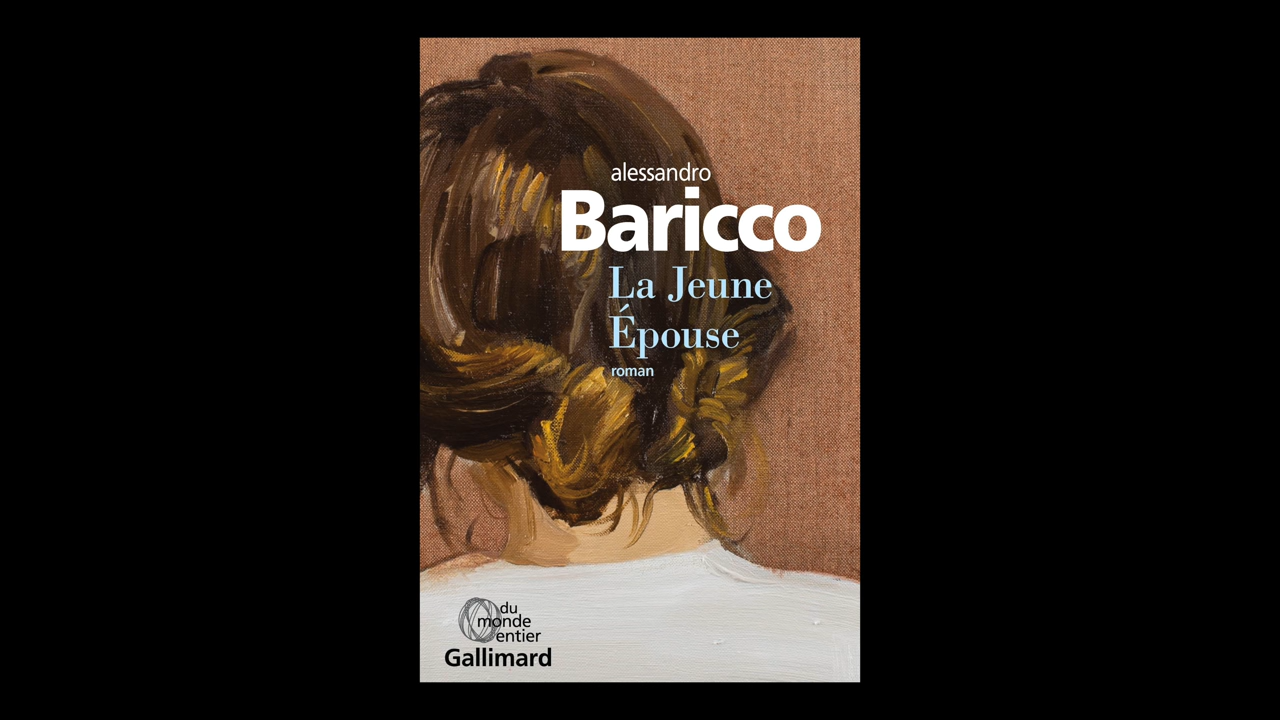 alessandro
Baricco
La Jeune
Épouse
roman
du
monde
entier
Gallimard